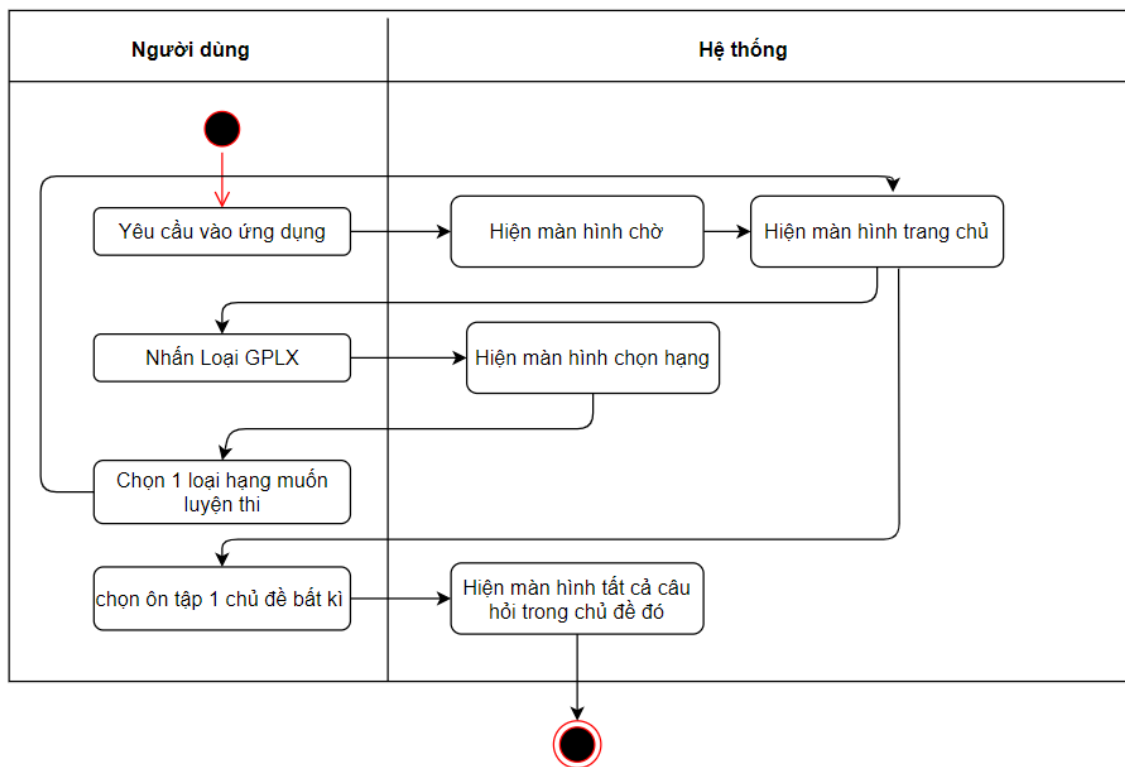 Người dùng
Hệ thống
Yêu cầu vào ứng dụng
Hiện màn hình chờ
Hiện màn hình trang chủ
Nhấn Loại GPLX
Hiện màn hình chọn hạng
Chọn 1 loại hạng muốn
luyện thi
chọn ôn tập 1 chủ đề bất kì
Hiện màn hình tất cả câu
hỏi trong chủ đề đó